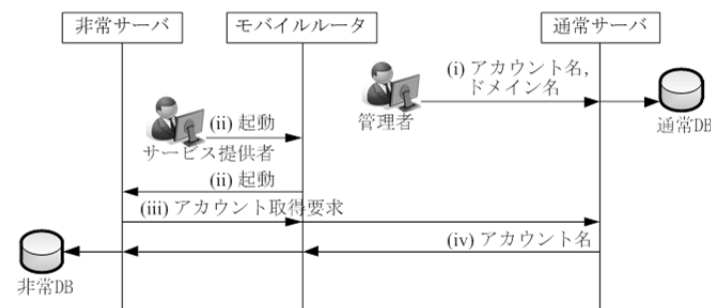 非常サーバ
モバイルルータ
通常サーバ
(i) アカウント名,
ドメイン名
管理者
通常DB
(ii) 起動
サービス提供者
(ii) 起動
(iii) アカウント取得要求
(iv) アカウント名
非常DB